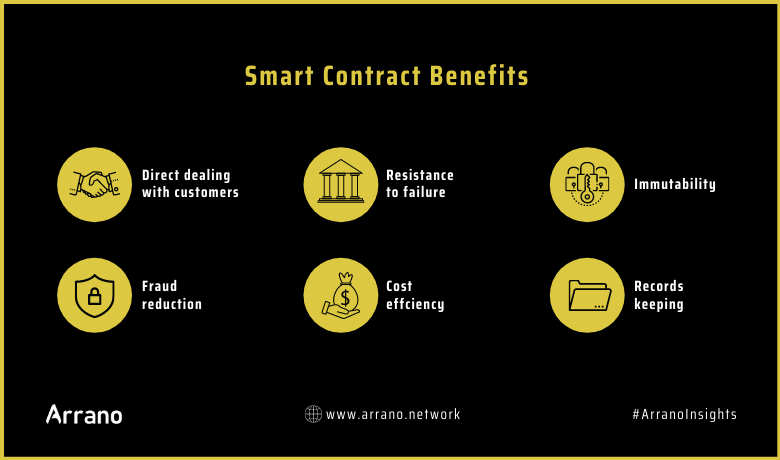 Smart Contract Benefits
Direct dealing
with customers
Resistance
to failure
Immutability
Fraud
reduction
$
Cost
effciency
Records
keeping
Arrano
www.arrano.network
#ArranoInsights